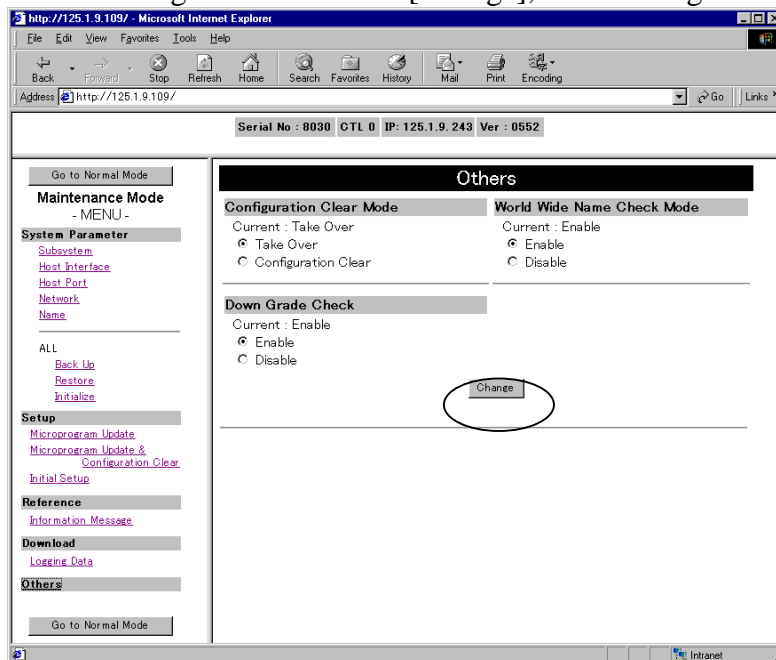 http://125.1.9.109/ - Microsoft Internet Explorer
File Edit View Favorites Tools Help
Back Forward Stop Refresh Home Search Favorites History Mail Print Encoding
Address http://125.1.9.109/ Go Links
Serial No : 8030 CTL 0 IP: 125.1.9.243 Ver : 0552
Go to Normal Mode
Maintenance Mode
- MENU -
System Parameter
Subsystem
Host Interface
Host Port
Network
Name
ALL
Back Up
Restore
Initialize
Setup
Microprogram Update
Microprogram Update &
Configuration Clear
Initial Setup
Reference
Information Message
Download
Logging Data
Others
Go to Normal Mode
Others
Configuration Clear Mode
Current : Take Over
Take Over
Configuration Clear
World Wide Name Check Mode
Current : Enable
Enable
Disable
Down Grade Check
Current : Enable
Enable
Disable
Change
Intranet